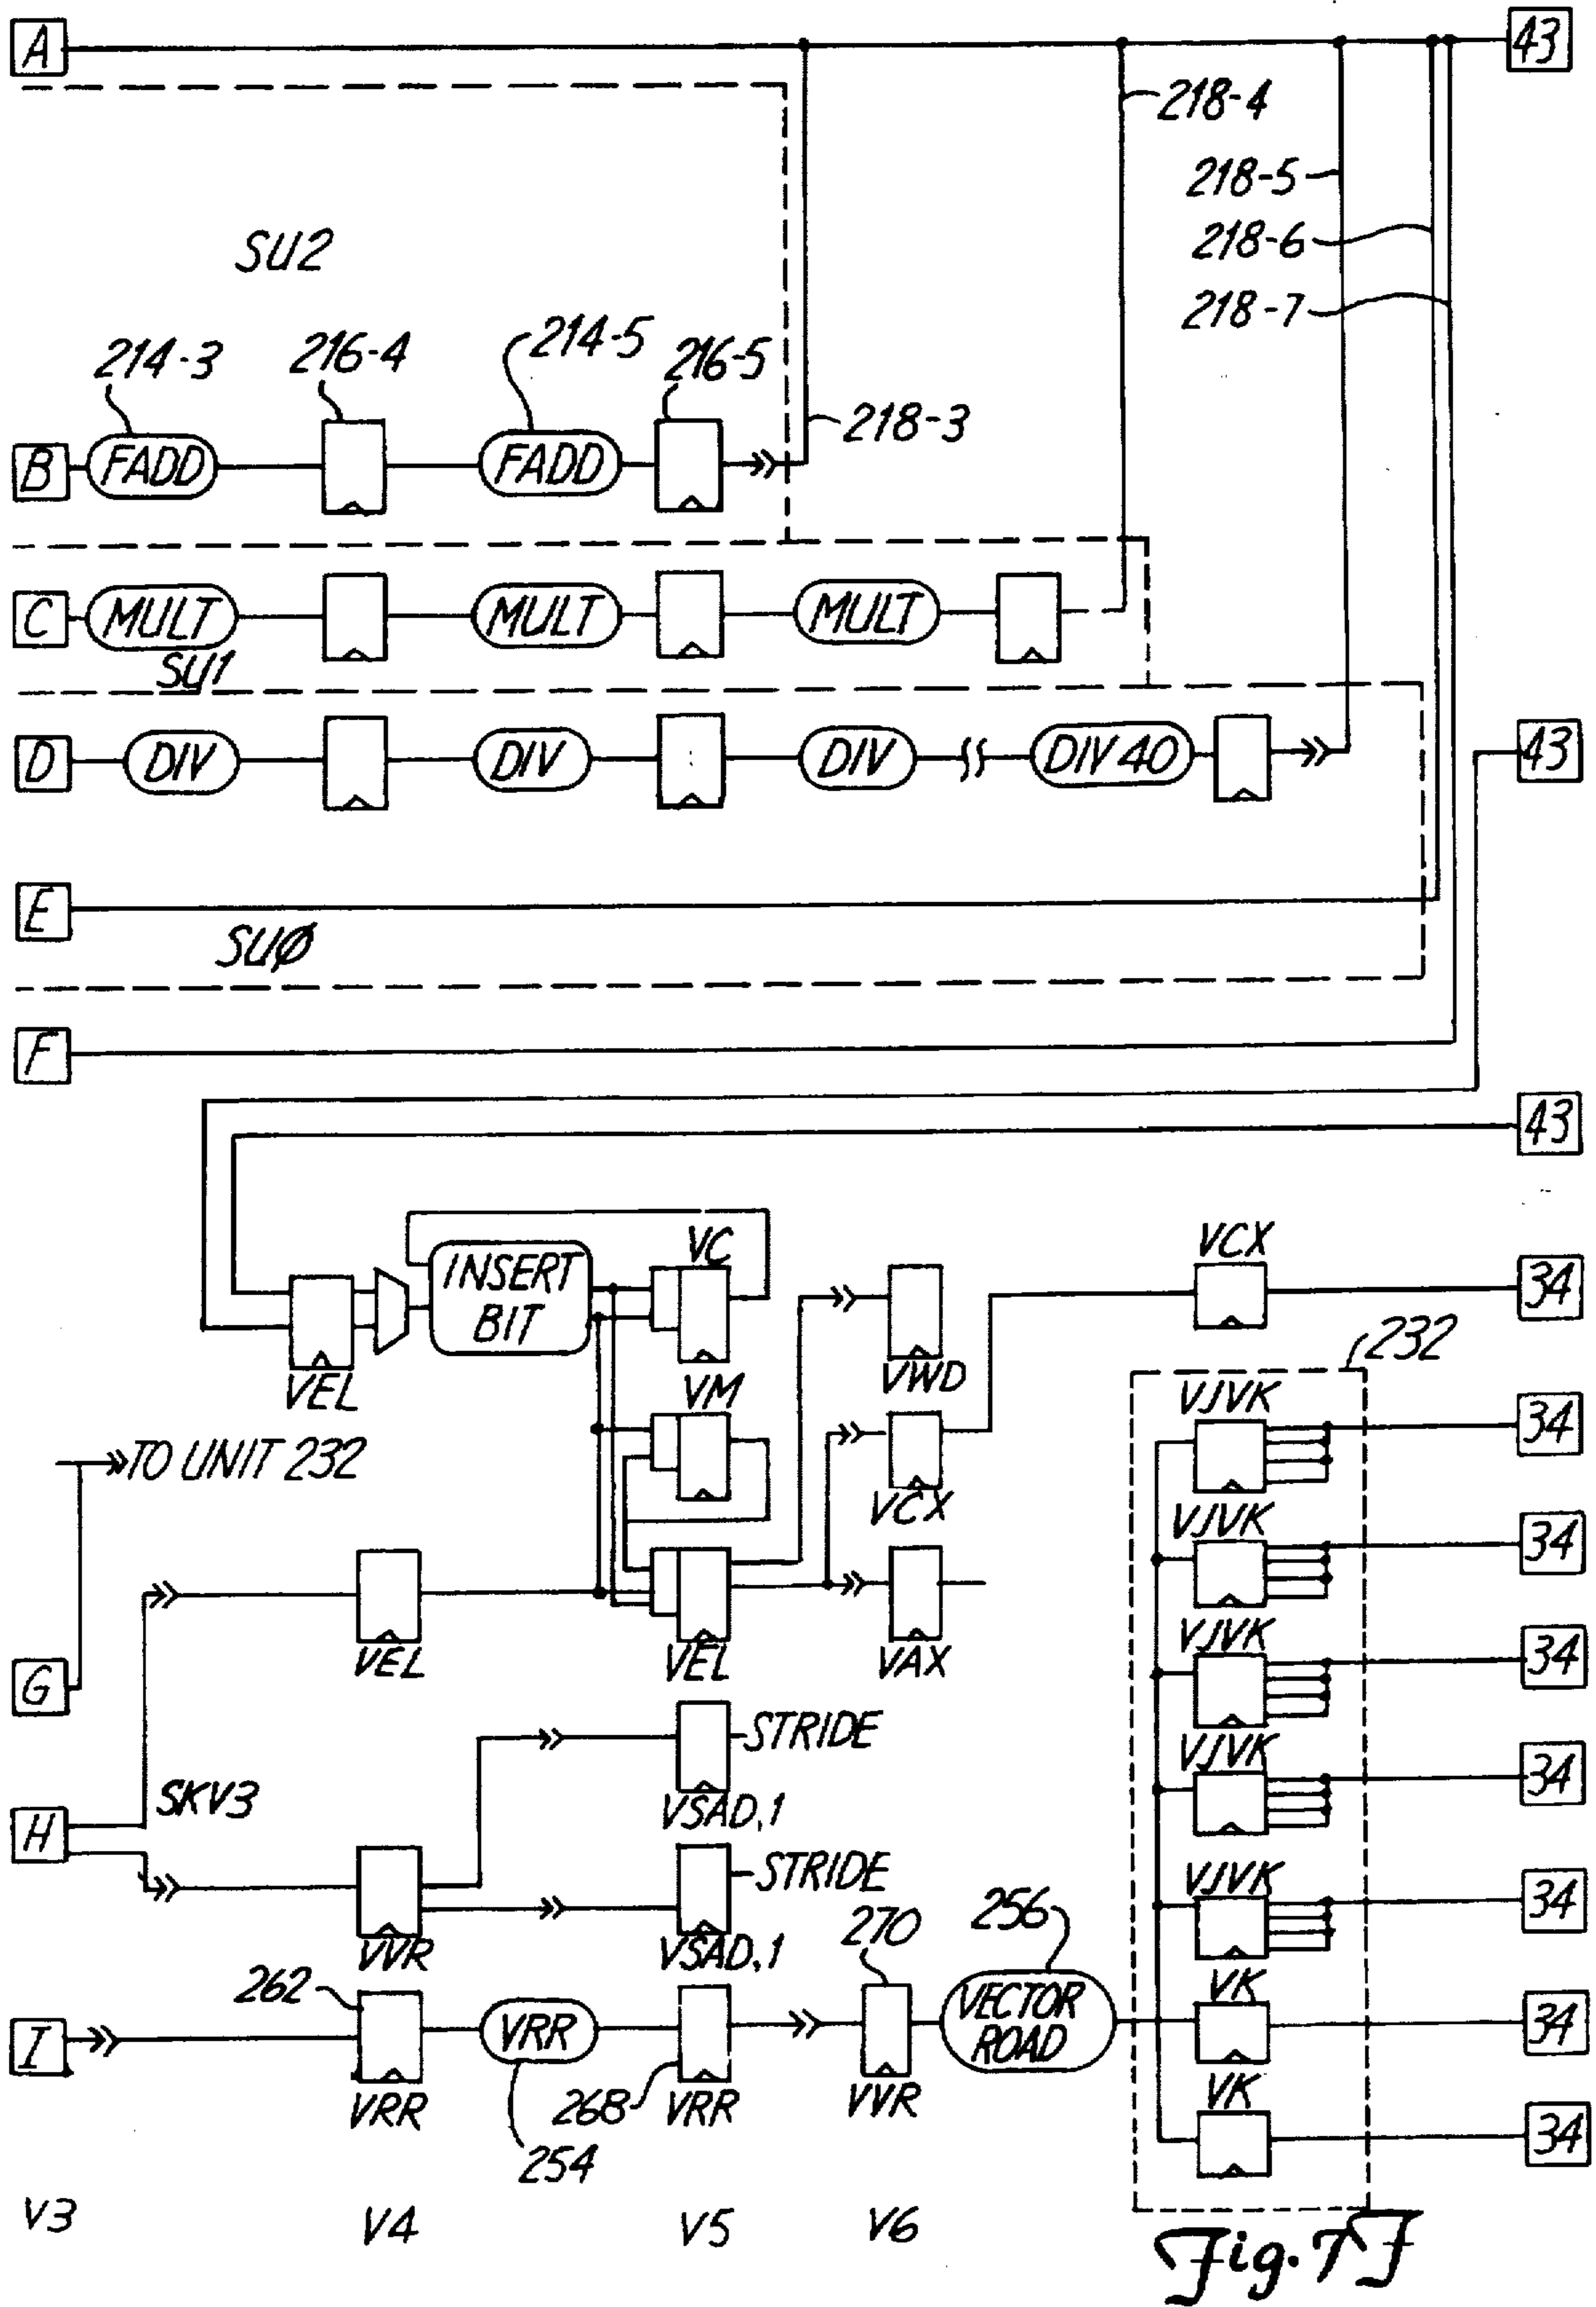 A
43
218-4
218-5
SU2
218-6
218-7
214-3
216-4
214-5
216-5
218-3
B
FADD
FADD
C
MULT
MULT
MULT
SU1
D
DIV
DIV
DIV
DIV 40
43
E
SUØ
F
43
INSERT
BIT
VC
VCX
34
VEL
VM
VWD
232
VJVK
34
TO UNIT 232
VCX
VJVK
34
VEL
VEL
VAX
VJVK
34
G
STRIDE
VJVK
34
SKV3
VSAD,1
H
STRIDE
VJVK
34
VVR
VSAD,1
270
256
262
VK
I
VRR
VECTOR
ROAD
34
VRR
268
VRR
VVR
VK
254
34
V3
V4
V5
V6
Fig. 7J